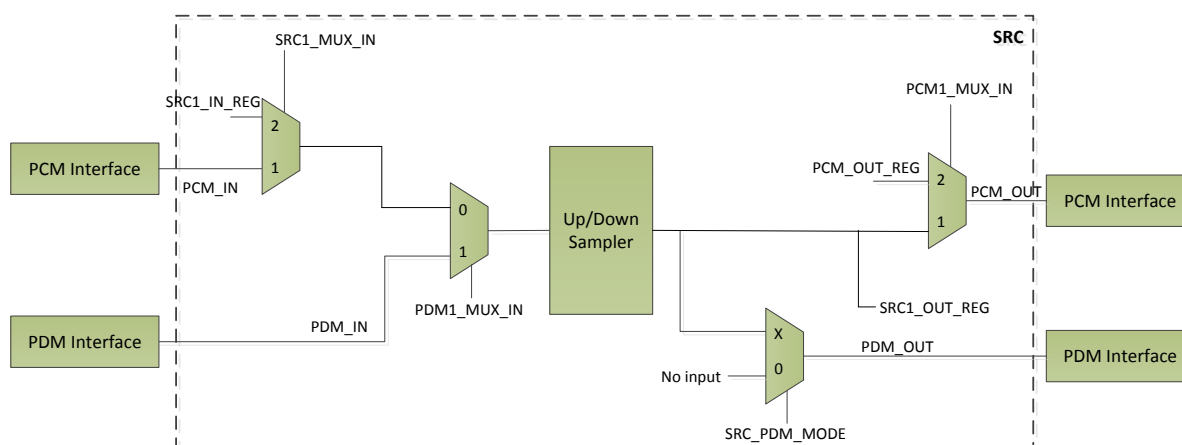 SRC1_MUX_IN
SRC
SRC1_IN_REG
PCM1_MUX_IN
2
PCM Interface
1
PCM_IN
PCM_OUT_REG
2
PCM_OUT
PCM Interface
1
0
1
Up/Down
Sampler
PDM1_MUX_IN
SRC1_OUT_REG
PDM Interface
PDM_IN
X
0
No input
PDM_OUT
PDM Interface
SRC_PDM_MODE